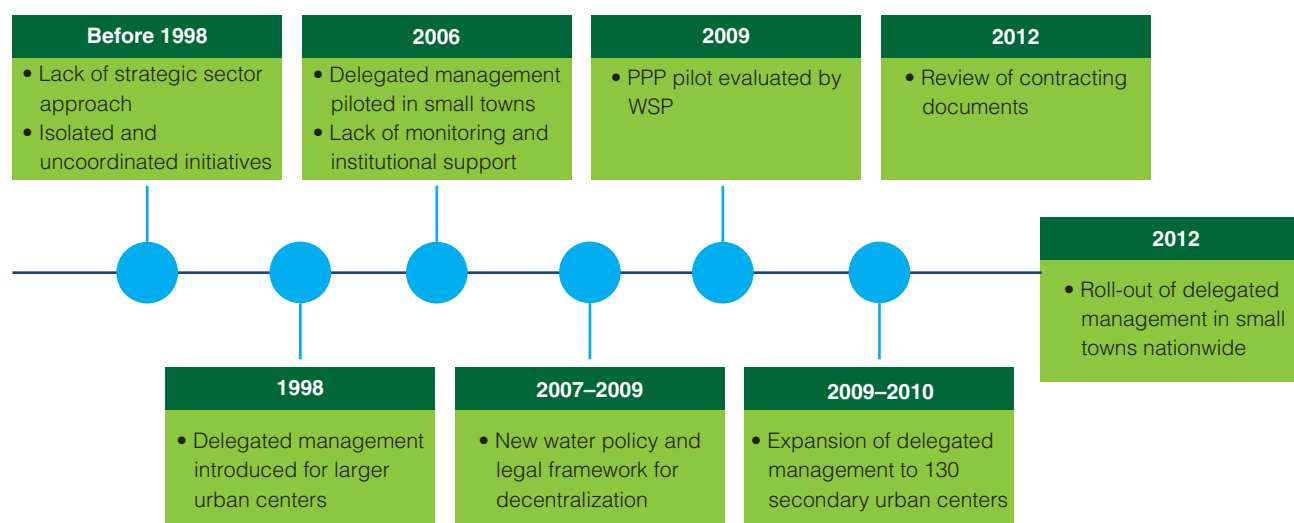 Before 1998
• Lack of strategic sector
approach
• Isolated and
uncoordinated initiatives
2006
• Delegated management
piloted in small towns
• Lack of monitoring and
institutional support
2009
• PPP pilot evaluated by
WSP
2012
• Review of contracting
documents
2012
• Roll-out of delegated
management in small
towns nationwide
1998
• Delegated management
introduced for larger
urban centers
2007–2009
• New water policy and
legal framework for
decentralization
2009–2010
• Expansion of delegated
management to 130
secondary urban centers